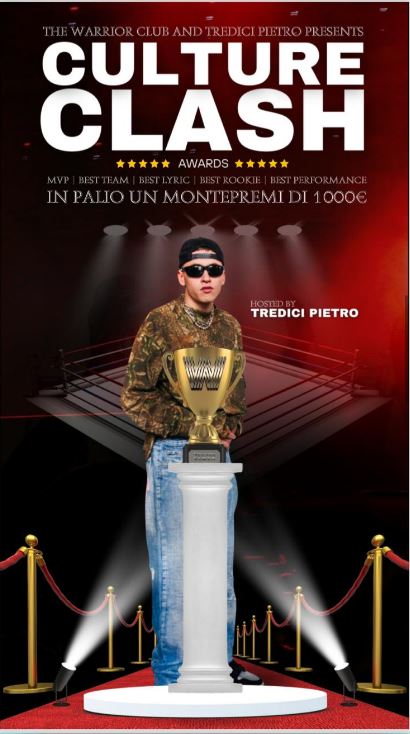 THE WARRIOR CLUB AND TREDICI PIETRO PRESENTS
CULTURE
CLASH
AWARDS
MVP | BEST TEAM | BEST LYRIC | BEST ROOKIE | BEST PERFORMANCE
IN PALIO UN MONTEPREMI DI 1000€
HOSTED BY
TREDICI PIETRO